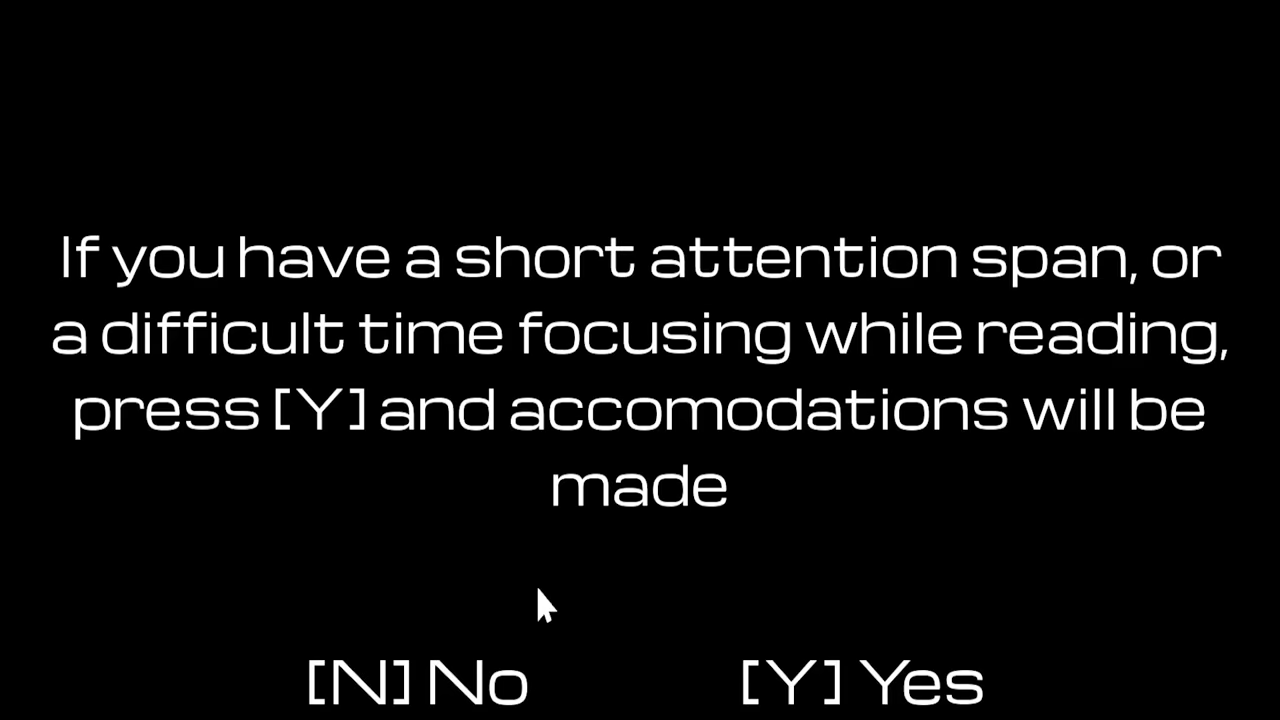 If you have a short attention span, or
a difficult time focusing while reading,
press [Y] and accomodations will be
made
[N] No [Y] Yes